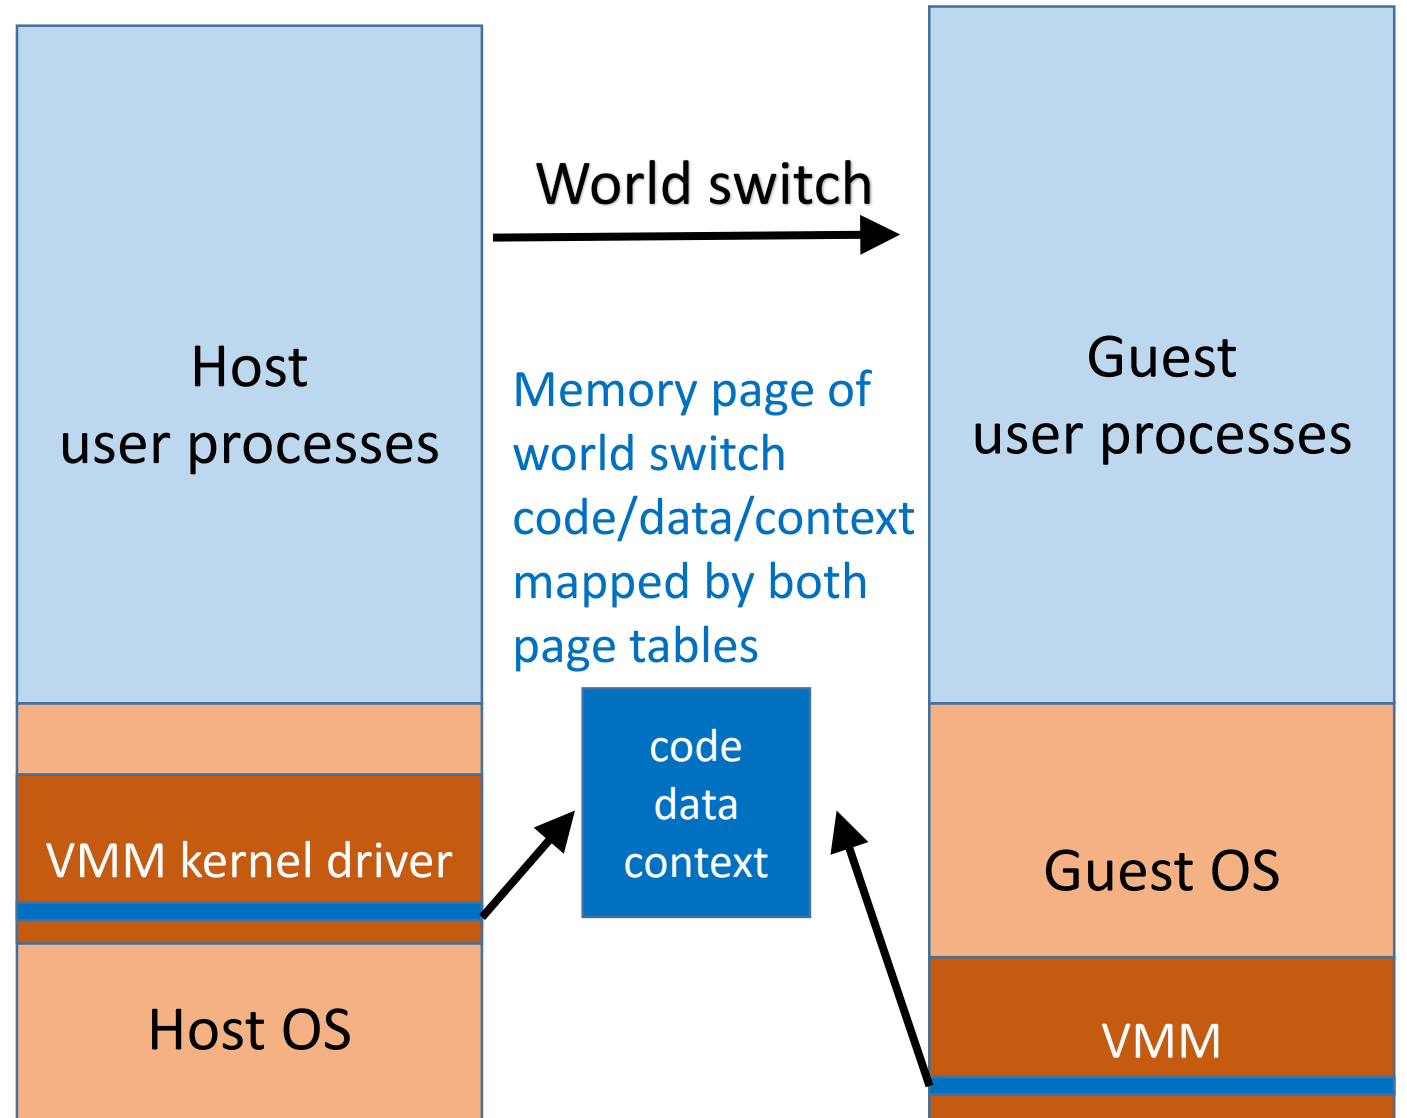 World switch
Host
user processes
Guest
user processes
Memory page of
world switch
code/data/context
mapped by both
page tables
code
data
context
VMM kernel driver
Host OS
Guest OS
VMM